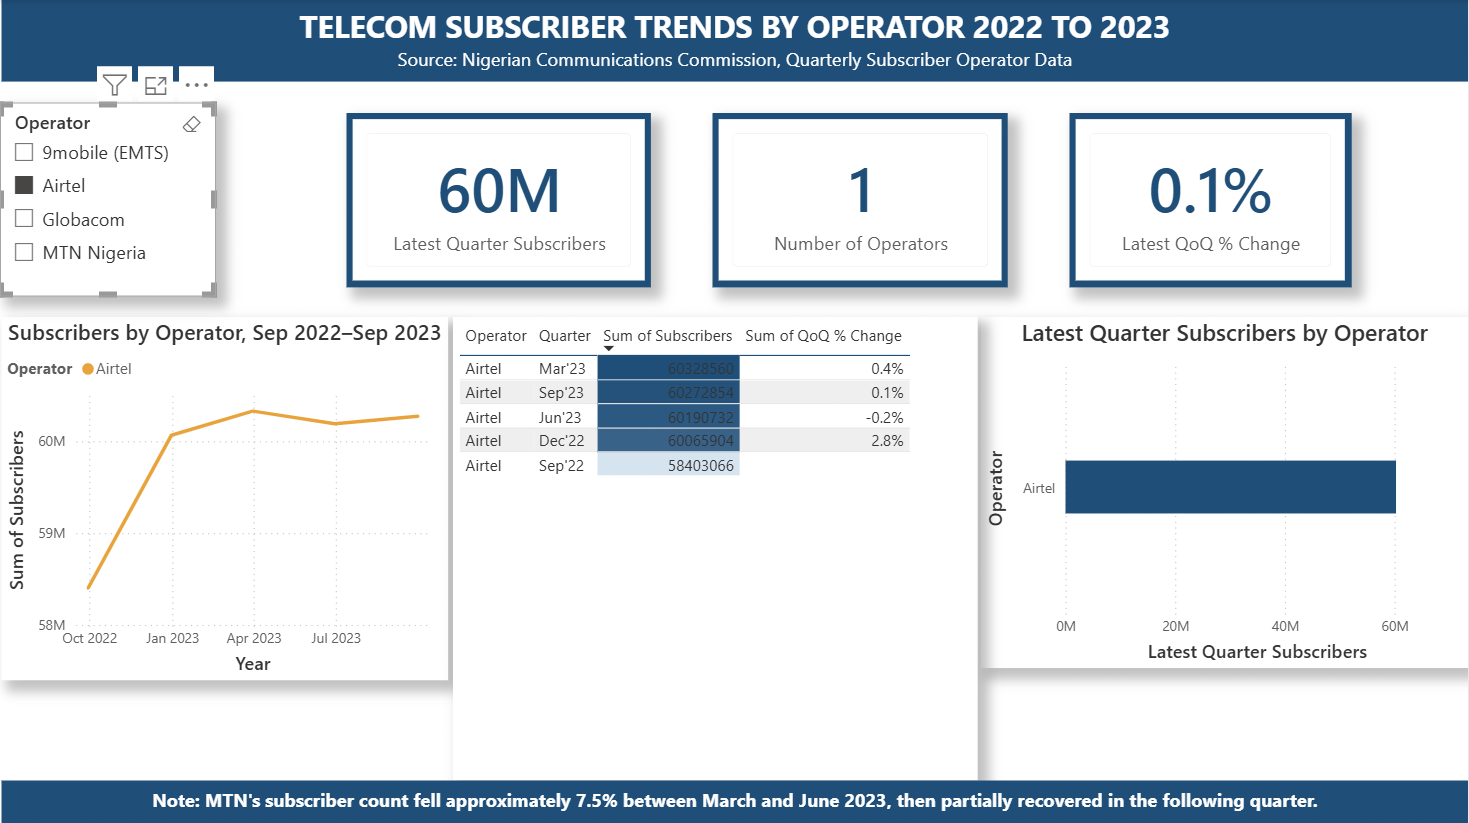 TELECOM SUBSCRIBER TRENDS BY OPERATOR 2022 TO 2023
Source: Nigerian Communications Commission, Quarterly Subscriber Operator Data
Operator
9mobile (EMTS)
Airtel
Globacom
MTN Nigeria
60M
Latest Quarter Subscribers
1
Number of Operators
0.1%
Latest QoQ % Change
Subscribers by Operator, Sep 2022–Sep 2023
Operator Airtel
Sum of Subscribers
60M
59M
58M
Oct 2022 Jan 2023 Apr 2023 Jul 2023
Year
Operator Quarter Sum of Subscribers Sum of QoQ % Change
Airtel Mar'23 60328560 0.4%
Airtel Sep'23 60272854 0.1%
Airtel Jun'23 60190732 -0.2%
Airtel Dec'22 60065904 2.8%
Airtel Sep'22 58403066
Latest Quarter Subscribers by Operator
Operator
Airtel
0M 20M 40M 60M
Latest Quarter Subscribers
Note: MTN's subscriber count fell approximately 7.5% between March and June 2023, then partially recovered in the following quarter.